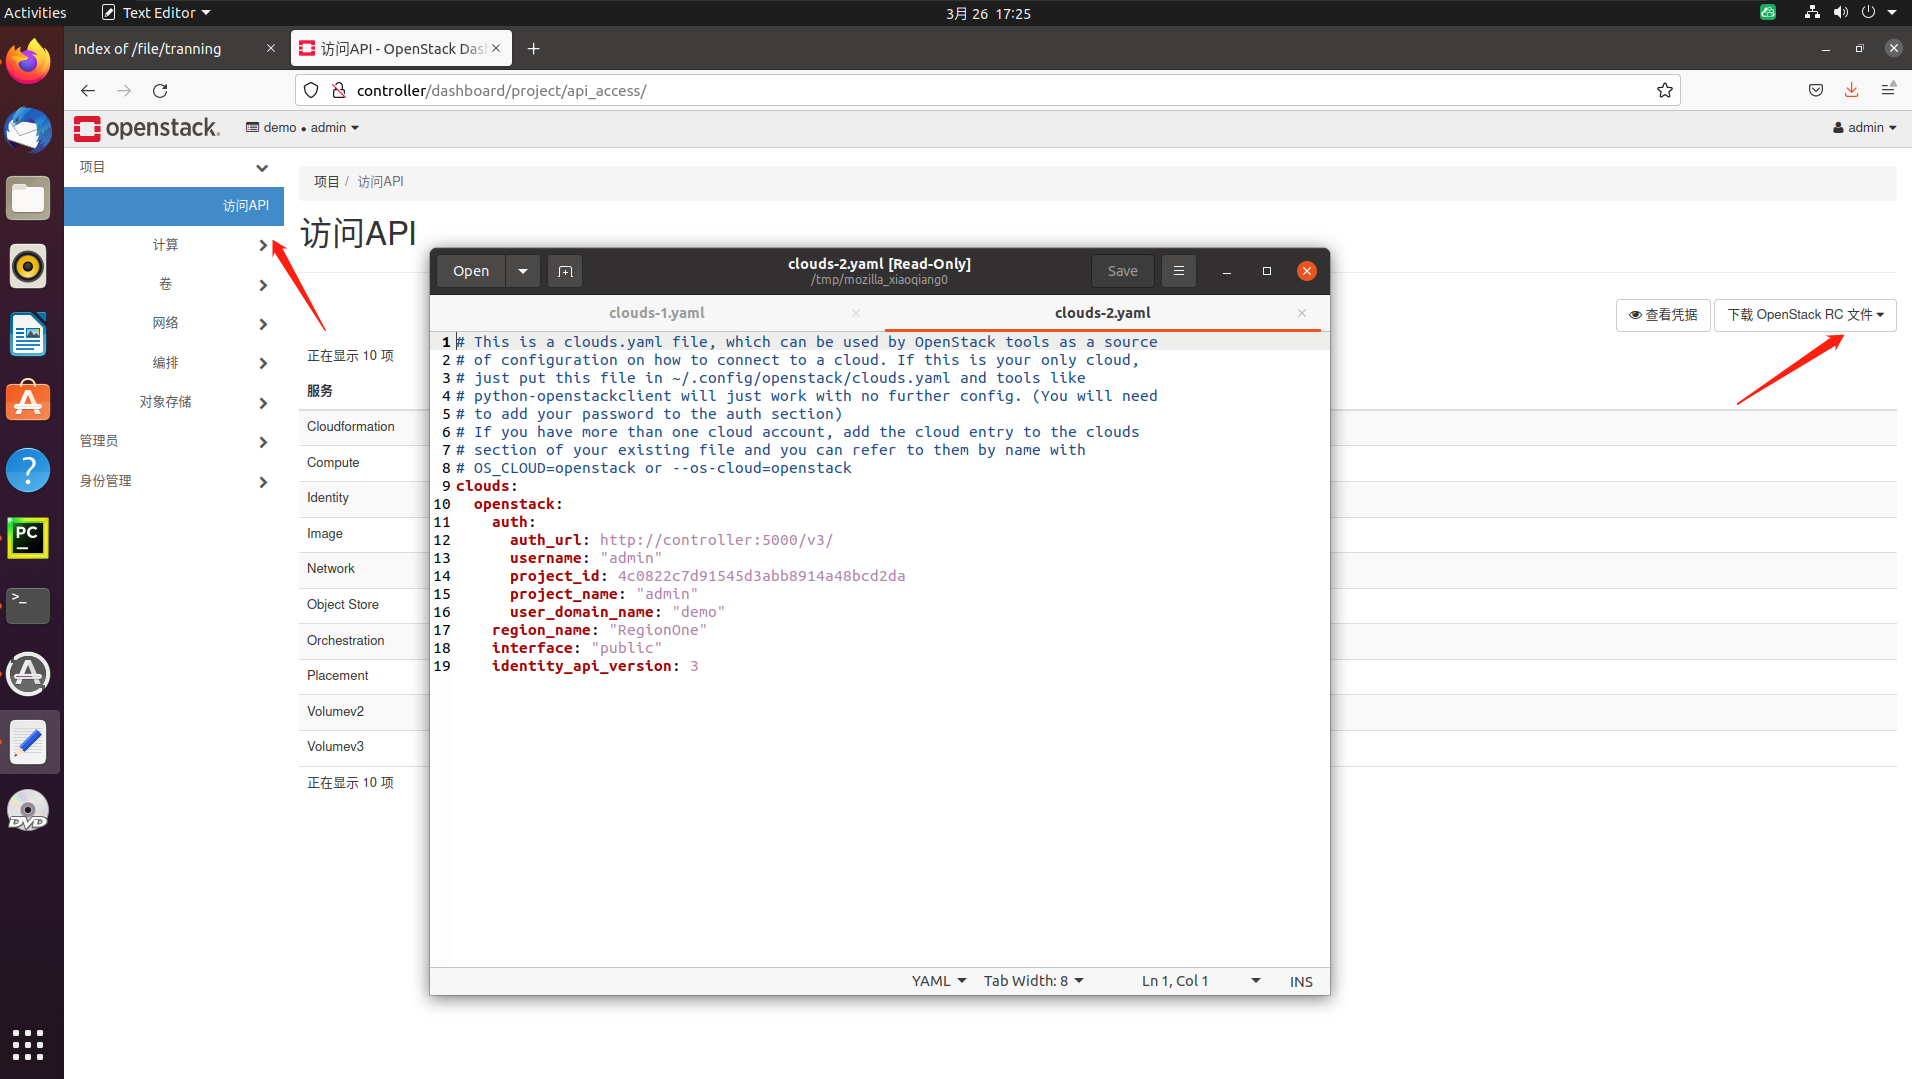 Activities
Text Editor
3月 26 17:25
Index of /file/tranning
访问API - OpenStack Das
controller/dashboard/project/api_access/
openstack.
demo • admin
admin
项目
访问API
计算
卷
网络
编排
对象存储
管理员
身份管理
项目 / 访问API
访问API
查看凭据
下载 OpenStack RC 文件
正在显示 10 项
服务
Cloudformation
Compute
Identity
Image
Network
Object Store
Orchestration
Placement
Volumev2
Volumev3
正在显示 10 项
Open
clouds-2.yaml [Read-Only]
/tmp/mozilla_xiaoqiang0
Save
clouds-1.yaml
clouds-2.yaml
1 # This is a clouds.yaml file, which can be used by OpenStack tools as a source
2 # of configuration on how to connect to a cloud. If this is your only cloud,
3 # just put this file in ~/.config/openstack/clouds.yaml and tools like
4 # python-openstackclient will just work with no further config. (You will need
5 # to add your password to the auth section)
6 # If you have more than one cloud account, add the cloud entry to the clouds
7 # section of your existing file and you can refer to them by name with
8 # OS_CLOUD=openstack or --os-cloud=openstack
9 clouds:
10 openstack:
11 auth:
12 auth_url: http://controller:5000/v3/
13 username: "admin"
14 project_id: 4c0822c7d91545d3abb8914a48bcd2da
15 project_name: "admin"
16 user_domain_name: "demo"
17 region_name: "RegionOne"
18 interface: "public"
19 identity_api_version: 3
YAML
Tab Width: 8
Ln 1, Col 1
INS
PC
>_
DVD